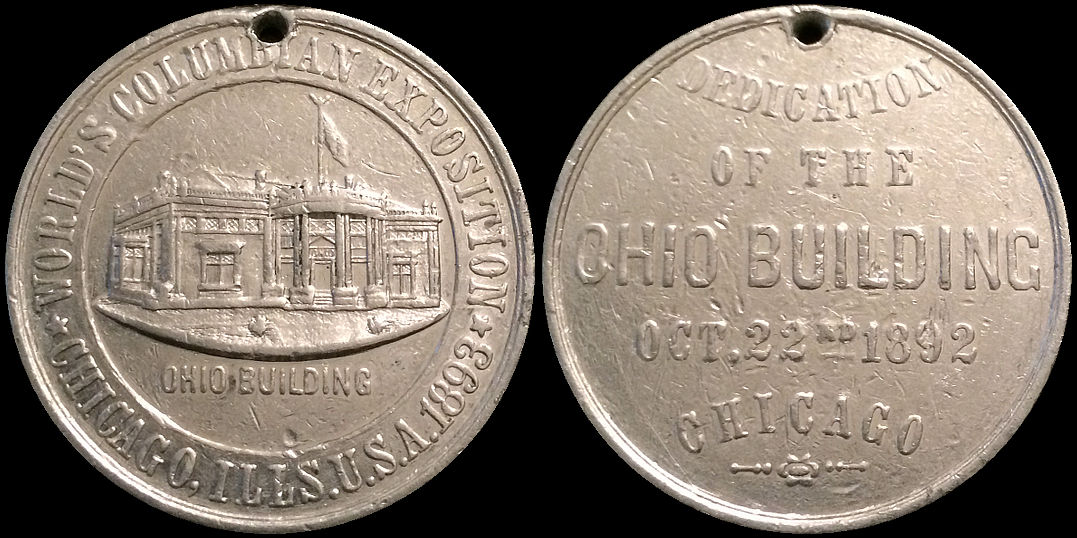 WORLD'S COLUMBIAN EXPOSITION
★ CHICAGO, ILLS. U.S.A. 1893 ★
OHIO BUILDING
DEDICATION
OF THE
OHIO BUILDING
OCT. 22ND 1892
CHICAGO